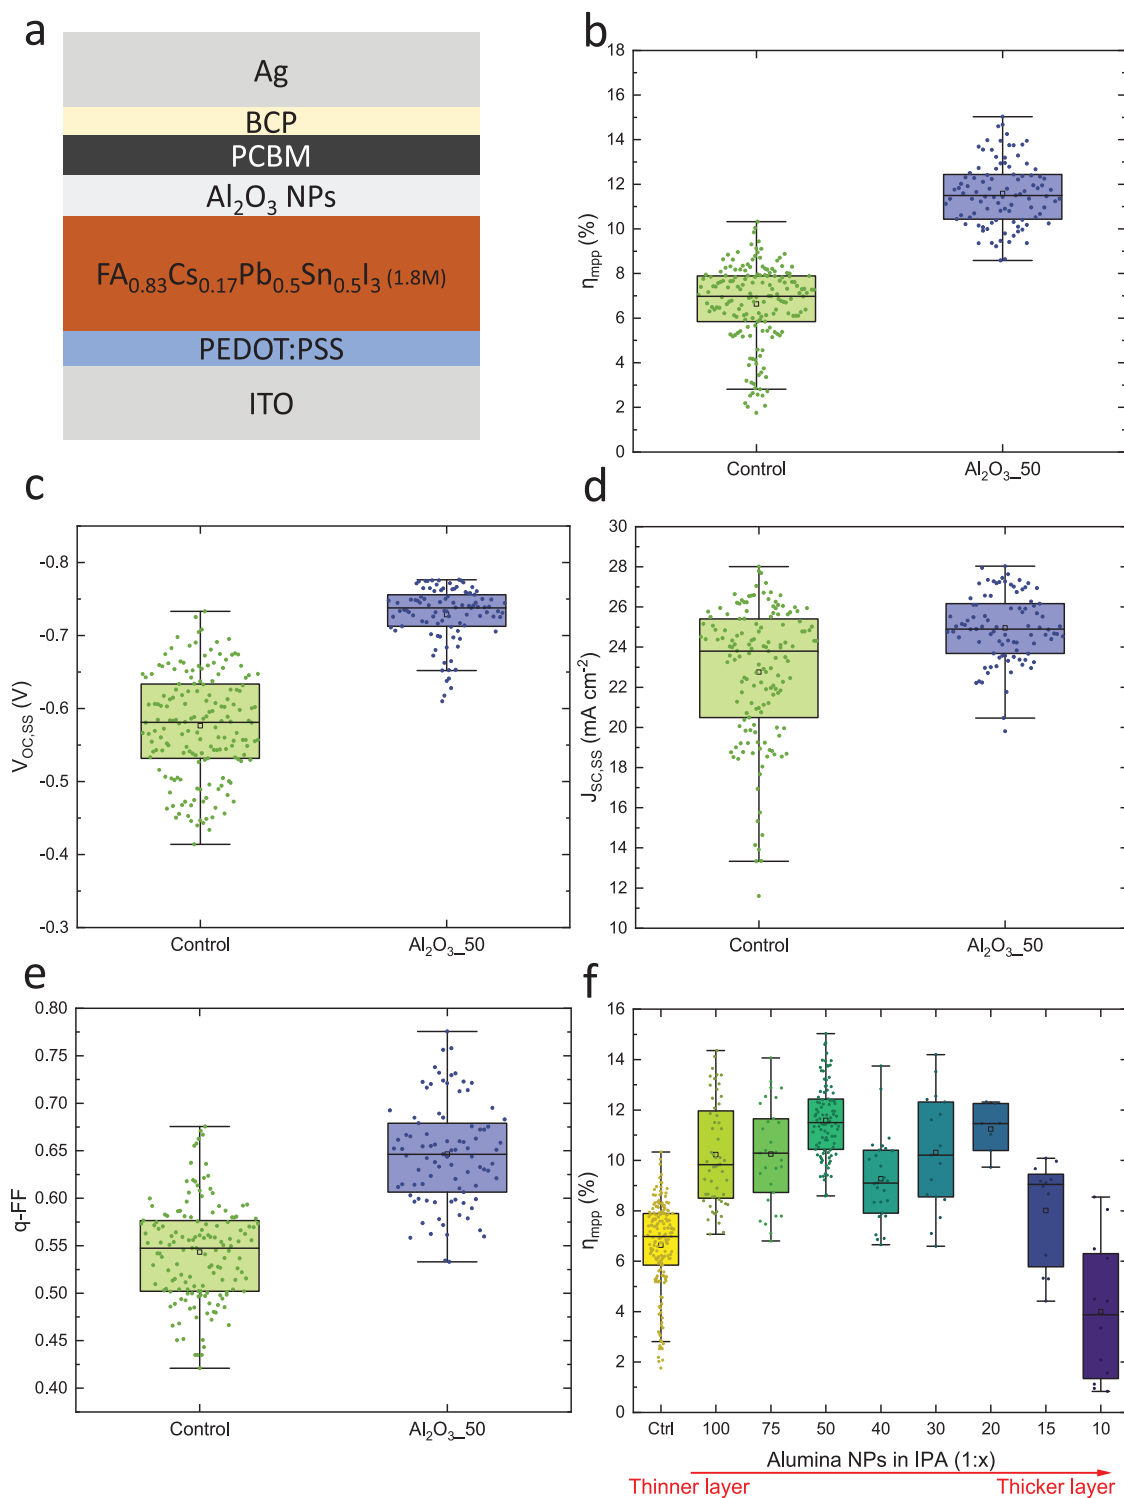 a
Ag
BCP
PCBM
Al₂O₃ NPs
FA₀.₈₃Cs₀.₁₇Pb₀.₅Sn₀.₅I₃ (1.8M)
PEDOT:PSS
ITO
b
18
16
14
12
10
8
6
4
2
0
ηmpp (%)
Control
Al₂O₃_50
c
-0.8
-0.7
-0.6
-0.5
-0.4
-0.3
VOC,SS (V)
Control
Al₂O₃_50
d
30
28
26
24
22
20
18
16
14
12
10
JSC,SS (mA cm⁻²)
Control
Al₂O₃_50
e
0.80
0.75
0.70
0.65
0.60
0.55
0.50
0.45
0.40
q-FF
Control
Al₂O₃_50
f
16
14
12
10
8
6
4
2
0
ηmpp (%)
Ctrl 100 75 50 40 30 20 15 10
Alumina NPs in IPA (1:x)
Thinner layer Thicker layer